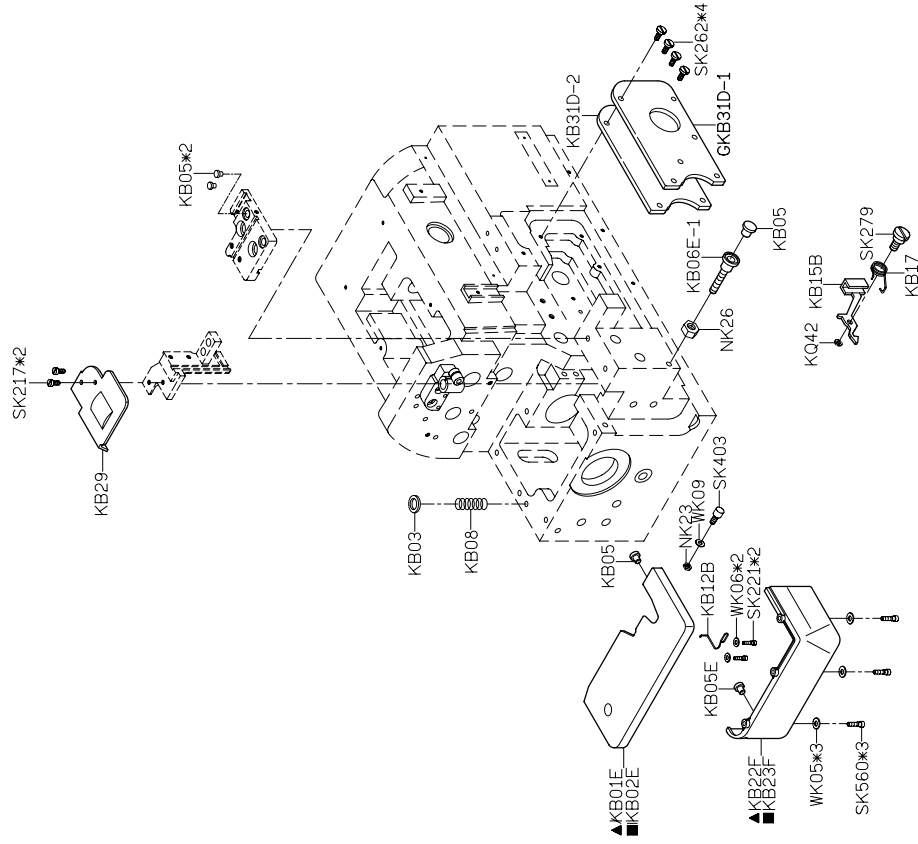 SK217*2
KB29
KB05*2
SK262*4
KB31D-2
GKB31D-1
KB03
KB08
KB06E-1
KB05
NK26
SK279
KB15B
KB17
KQ42
KB05
NK23
WK09
SK403
KB12B
WK06*2
SK221*2
KB05E
▲KB01E
■KB02E
▲KB22F
■KB23F
WK05*3
SK560*3